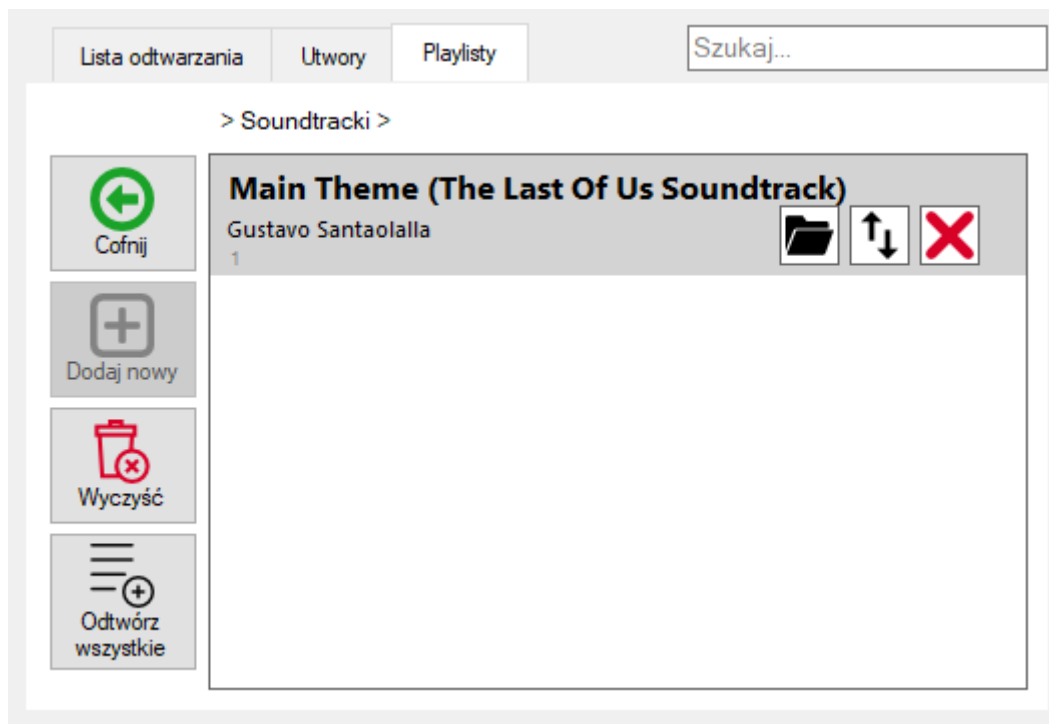 Lista odtwarzania
Utwory
Playlisty
Szukaj...
> Soundtracki >
Cofnij
Dodaj nowy
Wyczyść
Odtwórz
wszystkie
Main Theme (The Last Of Us Soundtrack)
Gustavo Santaolalla
1